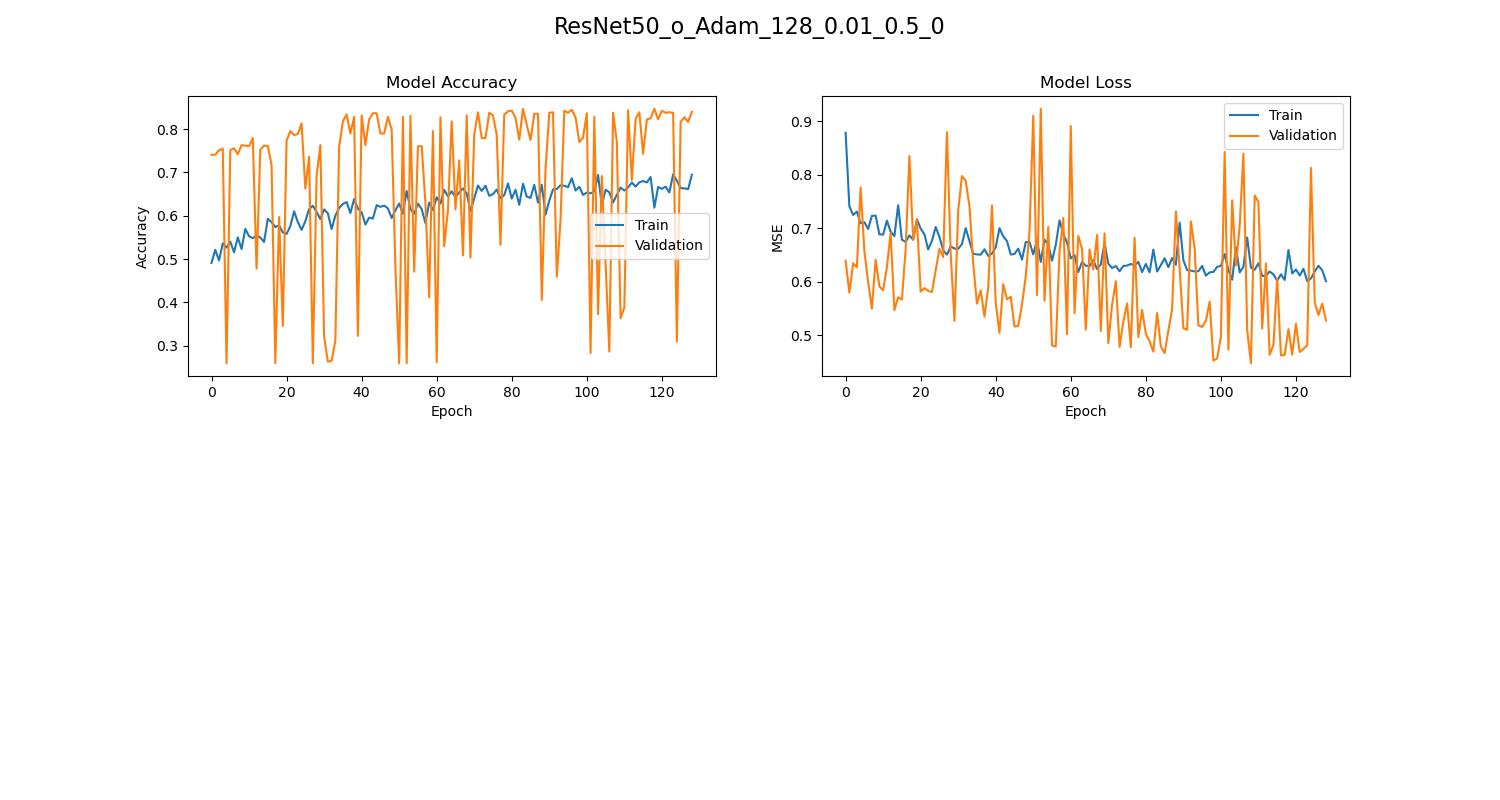 ResNet50_o_Adam_128_0.01_0.5_0
Model Accuracy
Accuracy
0.8
0.7
0.6
0.5
0.4
0.3
Train
Validation
0 20 40 60 80 100 120
Epoch
Model Loss
MSE
0.9
0.8
0.7
0.6
0.5
Train
Validation
0 20 40 60 80 100 120
Epoch